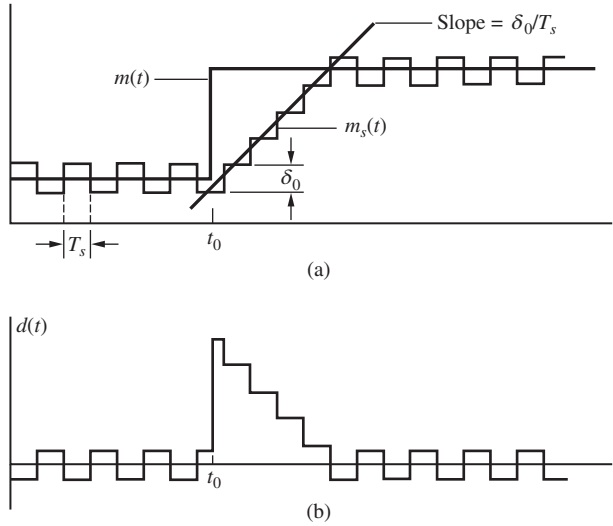 Slope = δ₀/Tₛ
m(t)
mₛ(t)
δ₀
Tₛ
t₀
(a)
d(t)
t₀
(b)